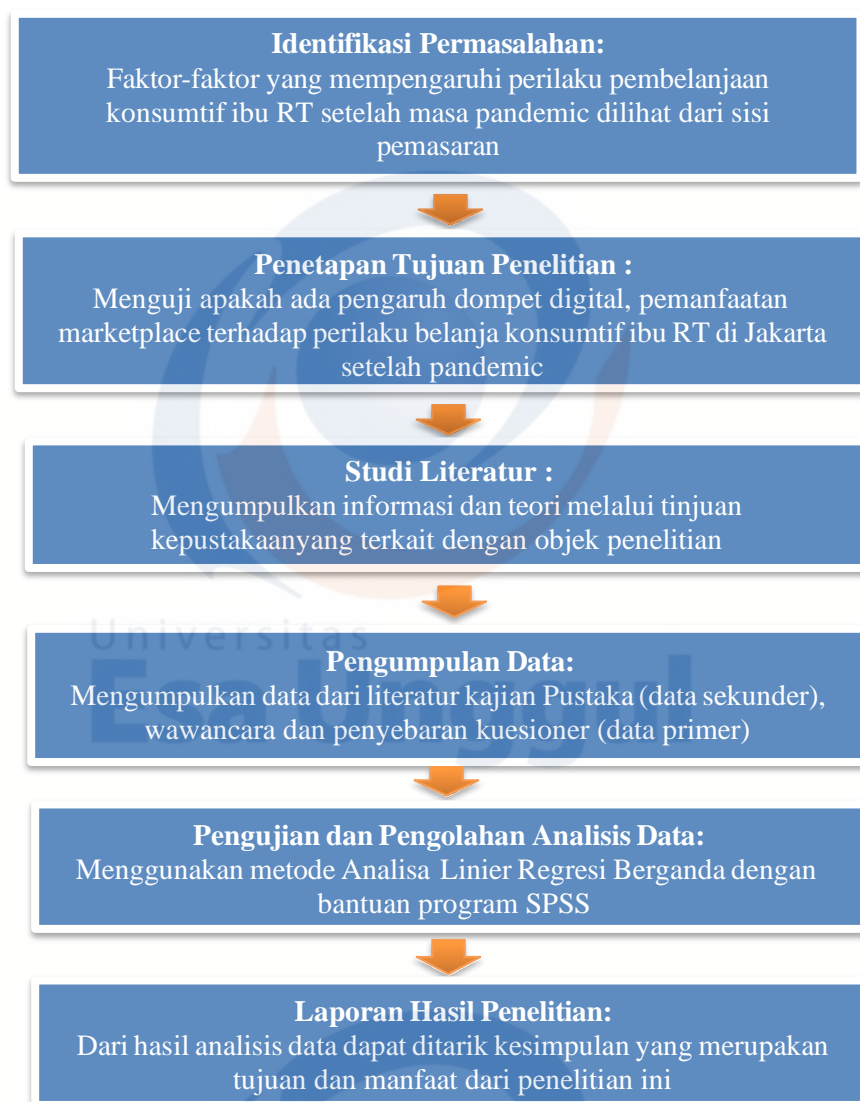 Identifikasi Permasalahan:
Faktor-faktor yang mempengaruhi perilaku pembelanjaan
konsumtif ibu RT setelah masa pandemic dilihat dari sisi
pemasaran
Penetapan Tujuan Penelitian :
Menguji apakah ada pengaruh dompet digital, pemanfaatan
marketplace terhadap perilaku belanja konsumtif ibu RT di Jakarta
setelah pandemic
Studi Literatur :
Mengumpulkan informasi dan teori melalui tinjuan
kepustakaanyang terkait dengan objek penelitian
Universitas
Esa Unggul
Pengumpulan Data:
Mengumpulkan data dari literatur kajian Pustaka (data sekunder),
wawancara dan penyebaran kuesioner (data primer)
Pengujian dan Pengolahan Analisis Data:
Menggunakan metode Analisa Linier Regresi Berganda dengan
bantuan program SPSS
Laporan Hasil Penelitian:
Dari hasil analisis data dapat ditarik kesimpulan yang merupakan
tujuan dan manfaat dari penelitian ini